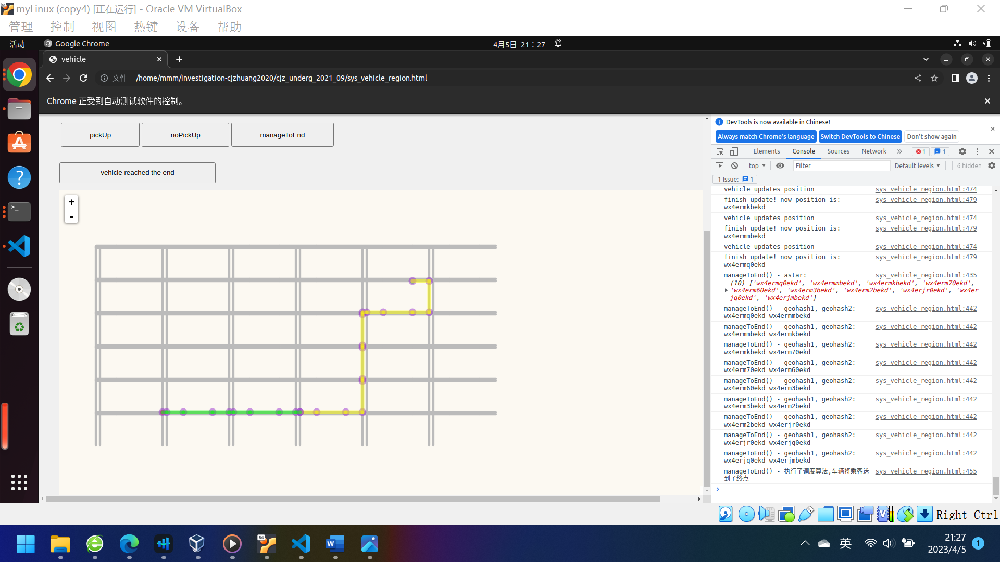 myLinux (copy4) [正在运行] - Oracle VM VirtualBox
管理 控制 视图 热键 设备 帮助
活动 Google Chrome 4月5日 21：27
vehicle
文件 /home/mmm/investigation-cjzhuang2020/cjz_underg_2021_09/sys_vehicle_region.html
Chrome 正受到自动测试软件的控制。
pickUp noPickUp manageToEnd
vehicle reached the end
+
-
DevTools is now available in Chinese!
Always match Chrome's language Switch DevTools to Chinese Don't show again
Elements Console Sources Network » 1 1
top Filter Default levels 6 hidden
1 Issue: 1
vehicle updates position sys_vehicle_region.html:474
finish update! now position is: sys_vehicle_region.html:479
wx4ermkbekd
vehicle updates position sys_vehicle_region.html:474
finish update! now position is: sys_vehicle_region.html:479
wx4ermmbekd
vehicle updates position sys_vehicle_region.html:474
finish update! now position is: sys_vehicle_region.html:479
wx4ermq0ekd
manageToEnd() - astar: sys_vehicle_region.html:435
(10) ['wx4ermq0ekd', 'wx4ermmbekd', 'wx4ermkbekd', 'wx4erm70ekd',
'wx4erm60ekd', 'wx4erm3bekd', 'wx4erm2bekd', 'wx4erjr0ekd', 'wx4er
jq0ekd', 'wx4erjmbekd']
manageToEnd() - geohash1, geohash2: sys_vehicle_region.html:442
wx4ermq0ekd wx4ermmbekd
manageToEnd() - geohash1, geohash2: sys_vehicle_region.html:442
wx4ermmbekd wx4ermkbekd
manageToEnd() - geohash1, geohash2: sys_vehicle_region.html:442
wx4ermkbekd wx4erm70ekd
manageToEnd() - geohash1, geohash2: sys_vehicle_region.html:442
wx4erm70ekd wx4erm60ekd
manageToEnd() - geohash1, geohash2: sys_vehicle_region.html:442
wx4erm60ekd wx4erm3bekd
manageToEnd() - geohash1, geohash2: sys_vehicle_region.html:442
wx4erm3bekd wx4erm2bekd
manageToEnd() - geohash1, geohash2: sys_vehicle_region.html:442
wx4erm2bekd wx4erjr0ekd
manageToEnd() - geohash1, geohash2: sys_vehicle_region.html:442
wx4erjr0ekd wx4erjq0ekd
manageToEnd() - geohash1, geohash2: sys_vehicle_region.html:442
wx4erjq0ekd wx4erjmbekd
manageToEnd() - 执行了调度算法,车辆将乘客送 sys_vehicle_region.html:455
到了终点
Right Ctrl
英 21:27
2023/4/5 1